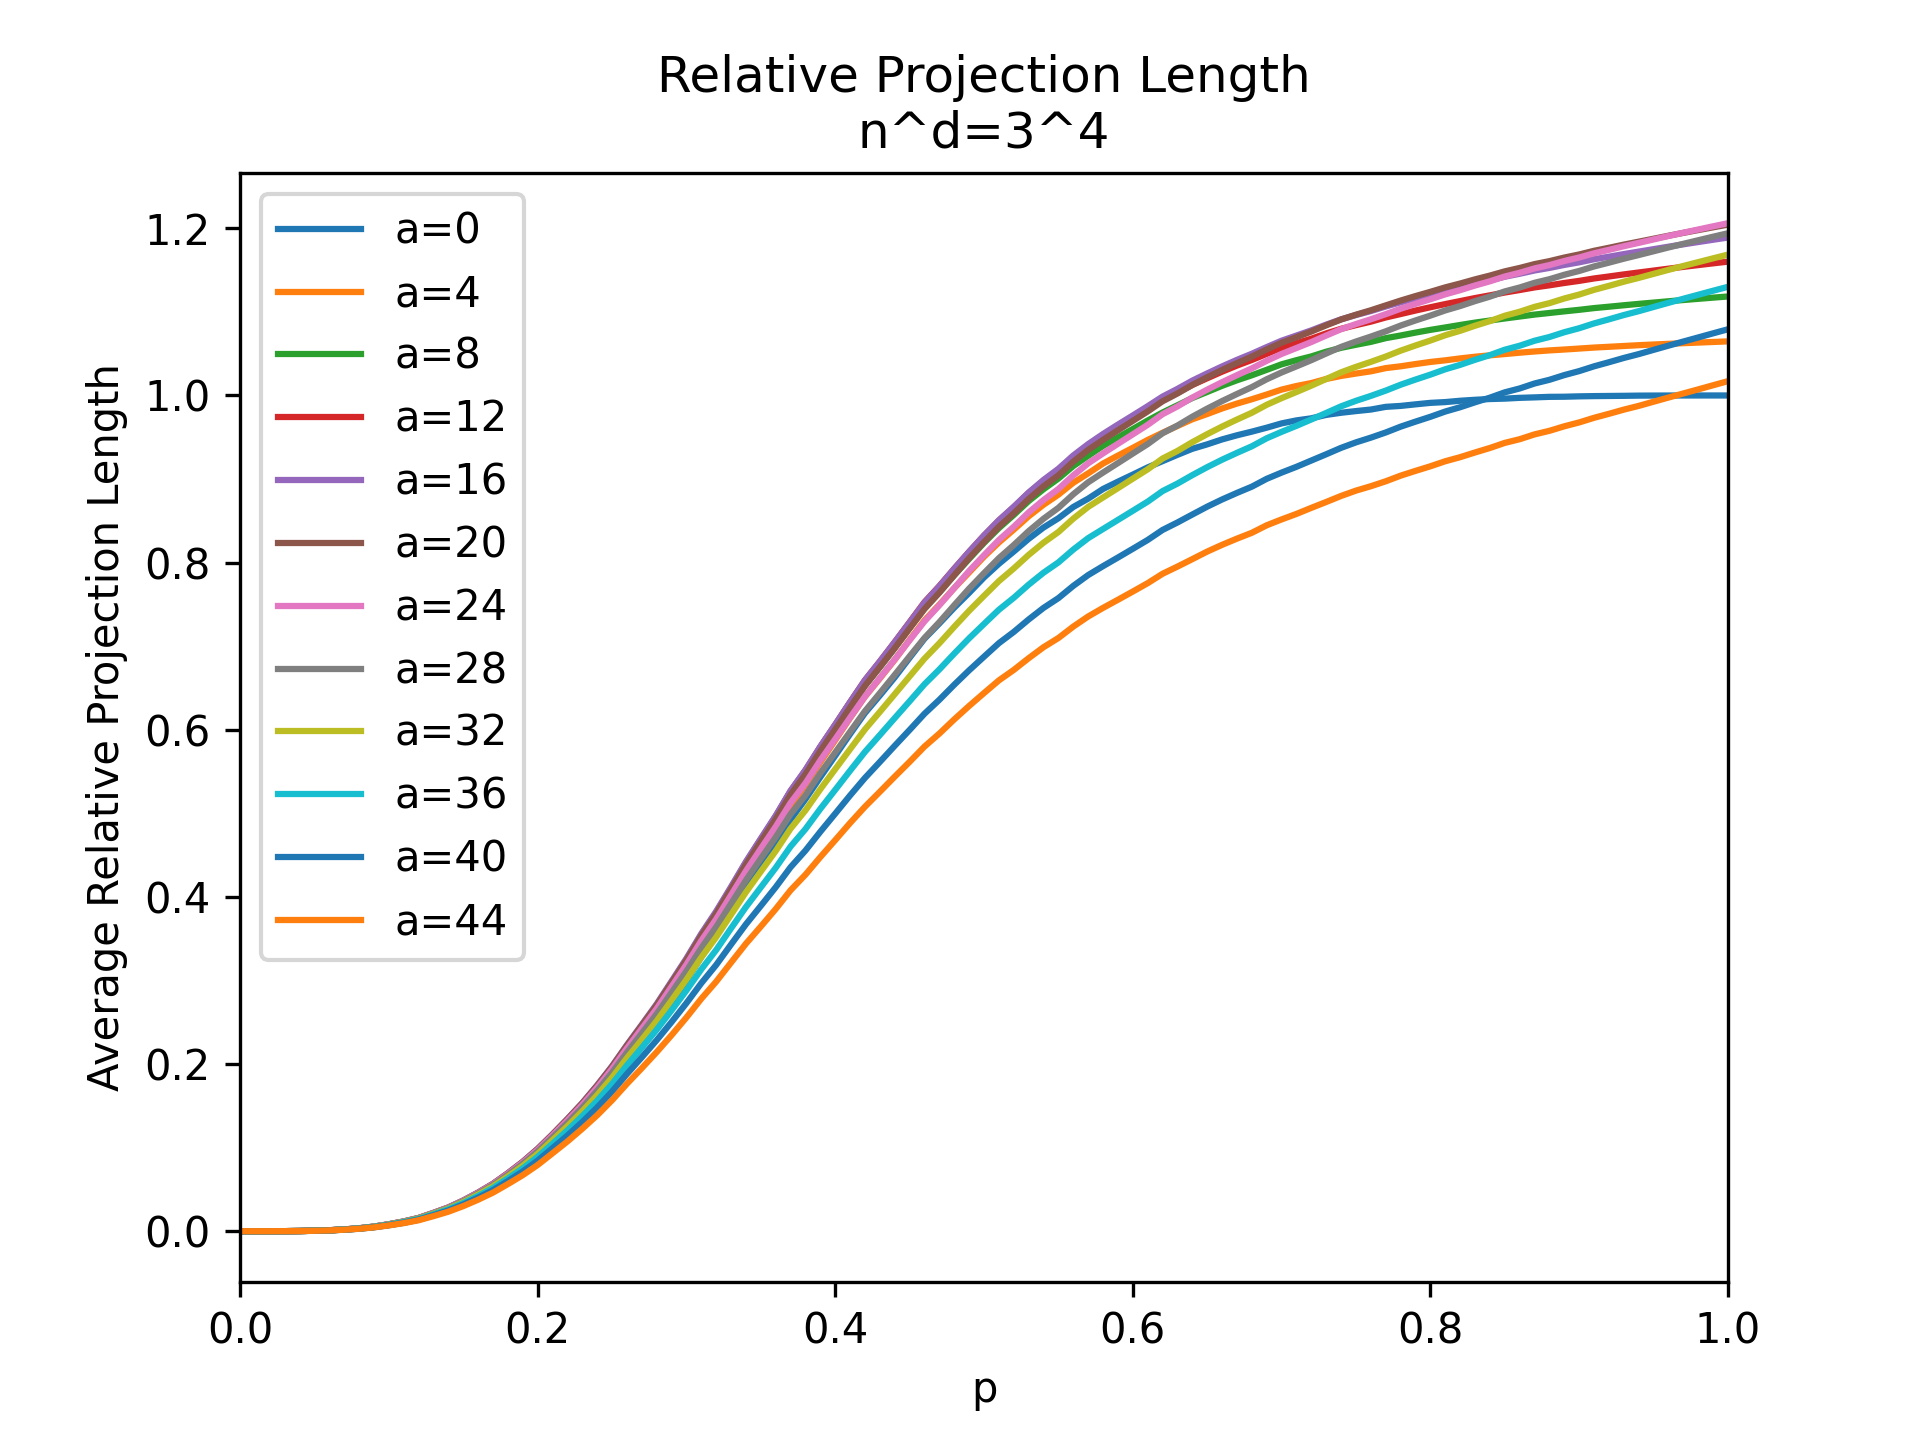 Relative Projection Length
n^d=3^4
Average Relative Projection Length
1.2
1.0
0.8
0.6
0.4
0.2
0.0
a=0
a=4
a=8
a=12
a=16
a=20
a=24
a=28
a=32
a=36
a=40
a=44
0.0 0.2 0.4 0.6 0.8 1.0
p